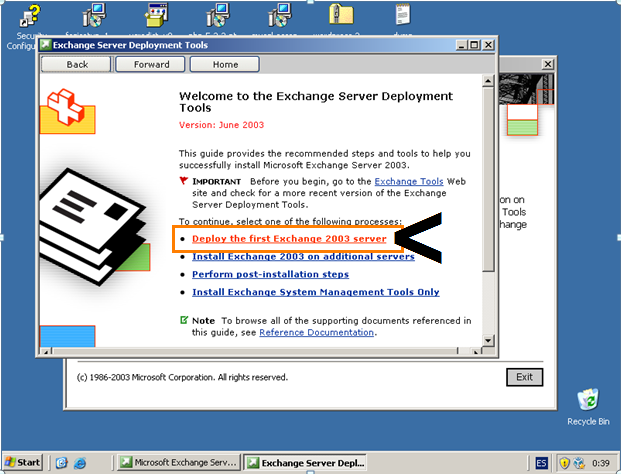 Security
Configu
Exchange Server Deployment Tools
Back
Forward
Home
Welcome to the Exchange Server Deployment
Tools
Version: June 2003
This guide provides the recommended steps and tools to help you
successfully install Microsoft Exchange Server 2003.
IMPORTANT Before you begin, go to the Exchange Tools Web
site and check for a more recent version of the Exchange
Server Deployment Tools.
To continue, select one of the following processes:
• Deploy the first Exchange 2003 server
• Install Exchange 2003 on additional servers
• Perform post-installation steps
• Install Exchange System Management Tools Only
Note To browse all of the supporting documents referenced in
this guide, see Reference Documentation.
on on
Tools
hange
(c) 1986-2003 Microsoft Corporation. All rights reserved.
Exit
Recycle Bin
Start
Microsoft Exchange Serv...
Exchange Server Depl...
ES
0:39